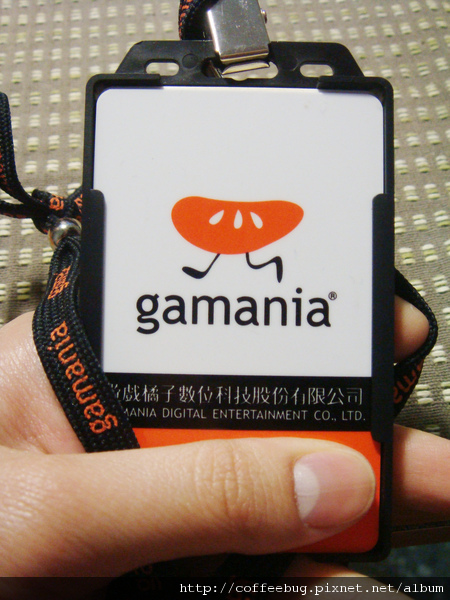 gamania®
遊戲橘子數位科技股份有限公司
MANIA DIGITAL ENTERTAINMENT CO., LTD.
gamania
http://coffeebug.pixnet.net/album